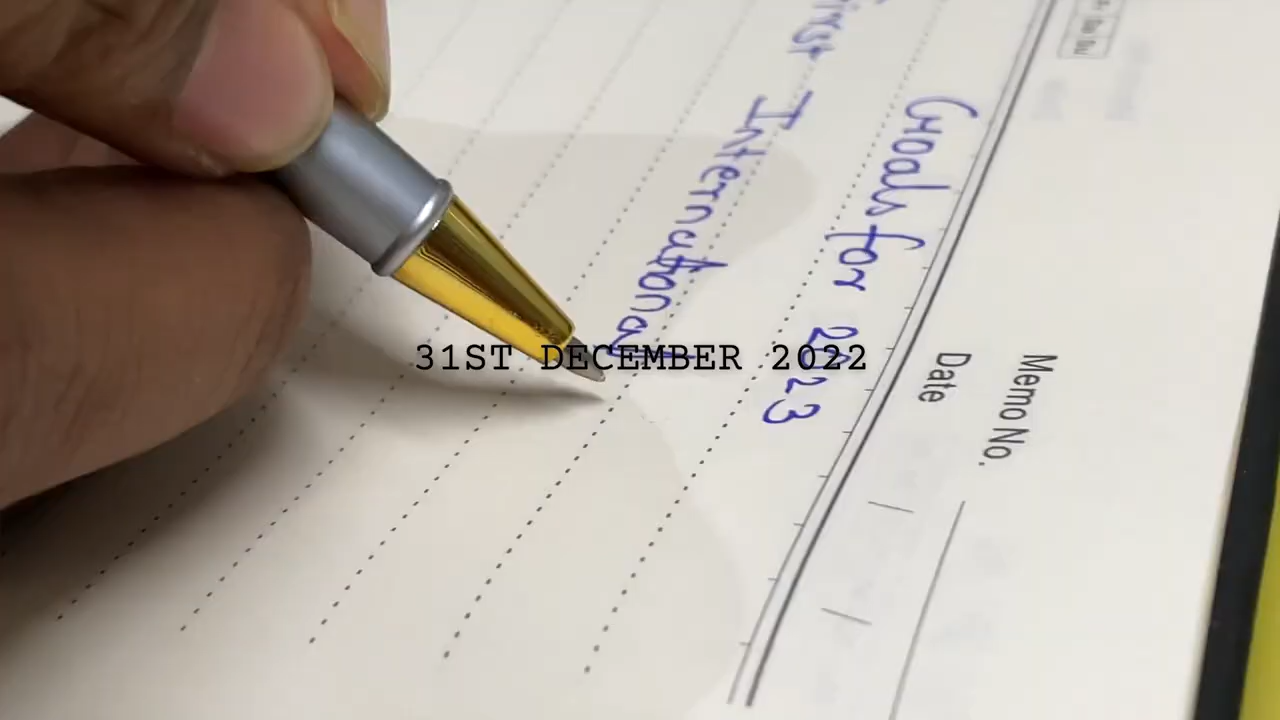 Memo No.
Date
Goals for 2023
First International
31ST DECEMBER 2022